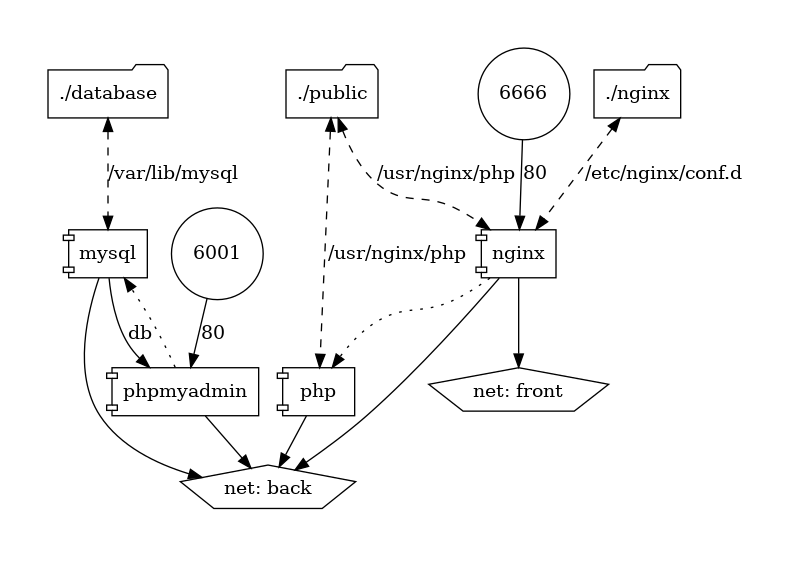 ./database
./public
6666
./nginx
/var/lib/mysql
/usr/nginx/php
80
/etc/nginx/conf.d
mysql
6001
/usr/nginx/php
nginx
db
80
phpmyadmin
php
net: front
net: back